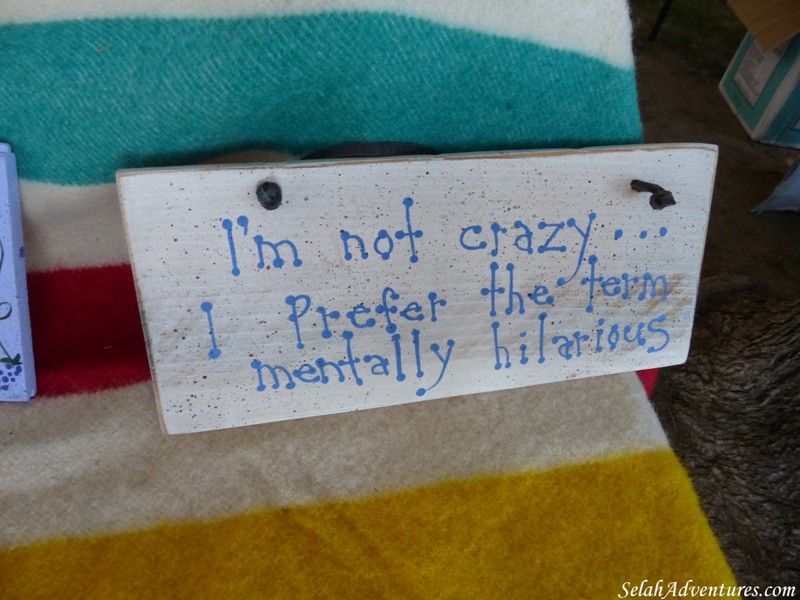 I'm not crazy...
I Prefer the term
mentally hilarious
SelahAdventures.com